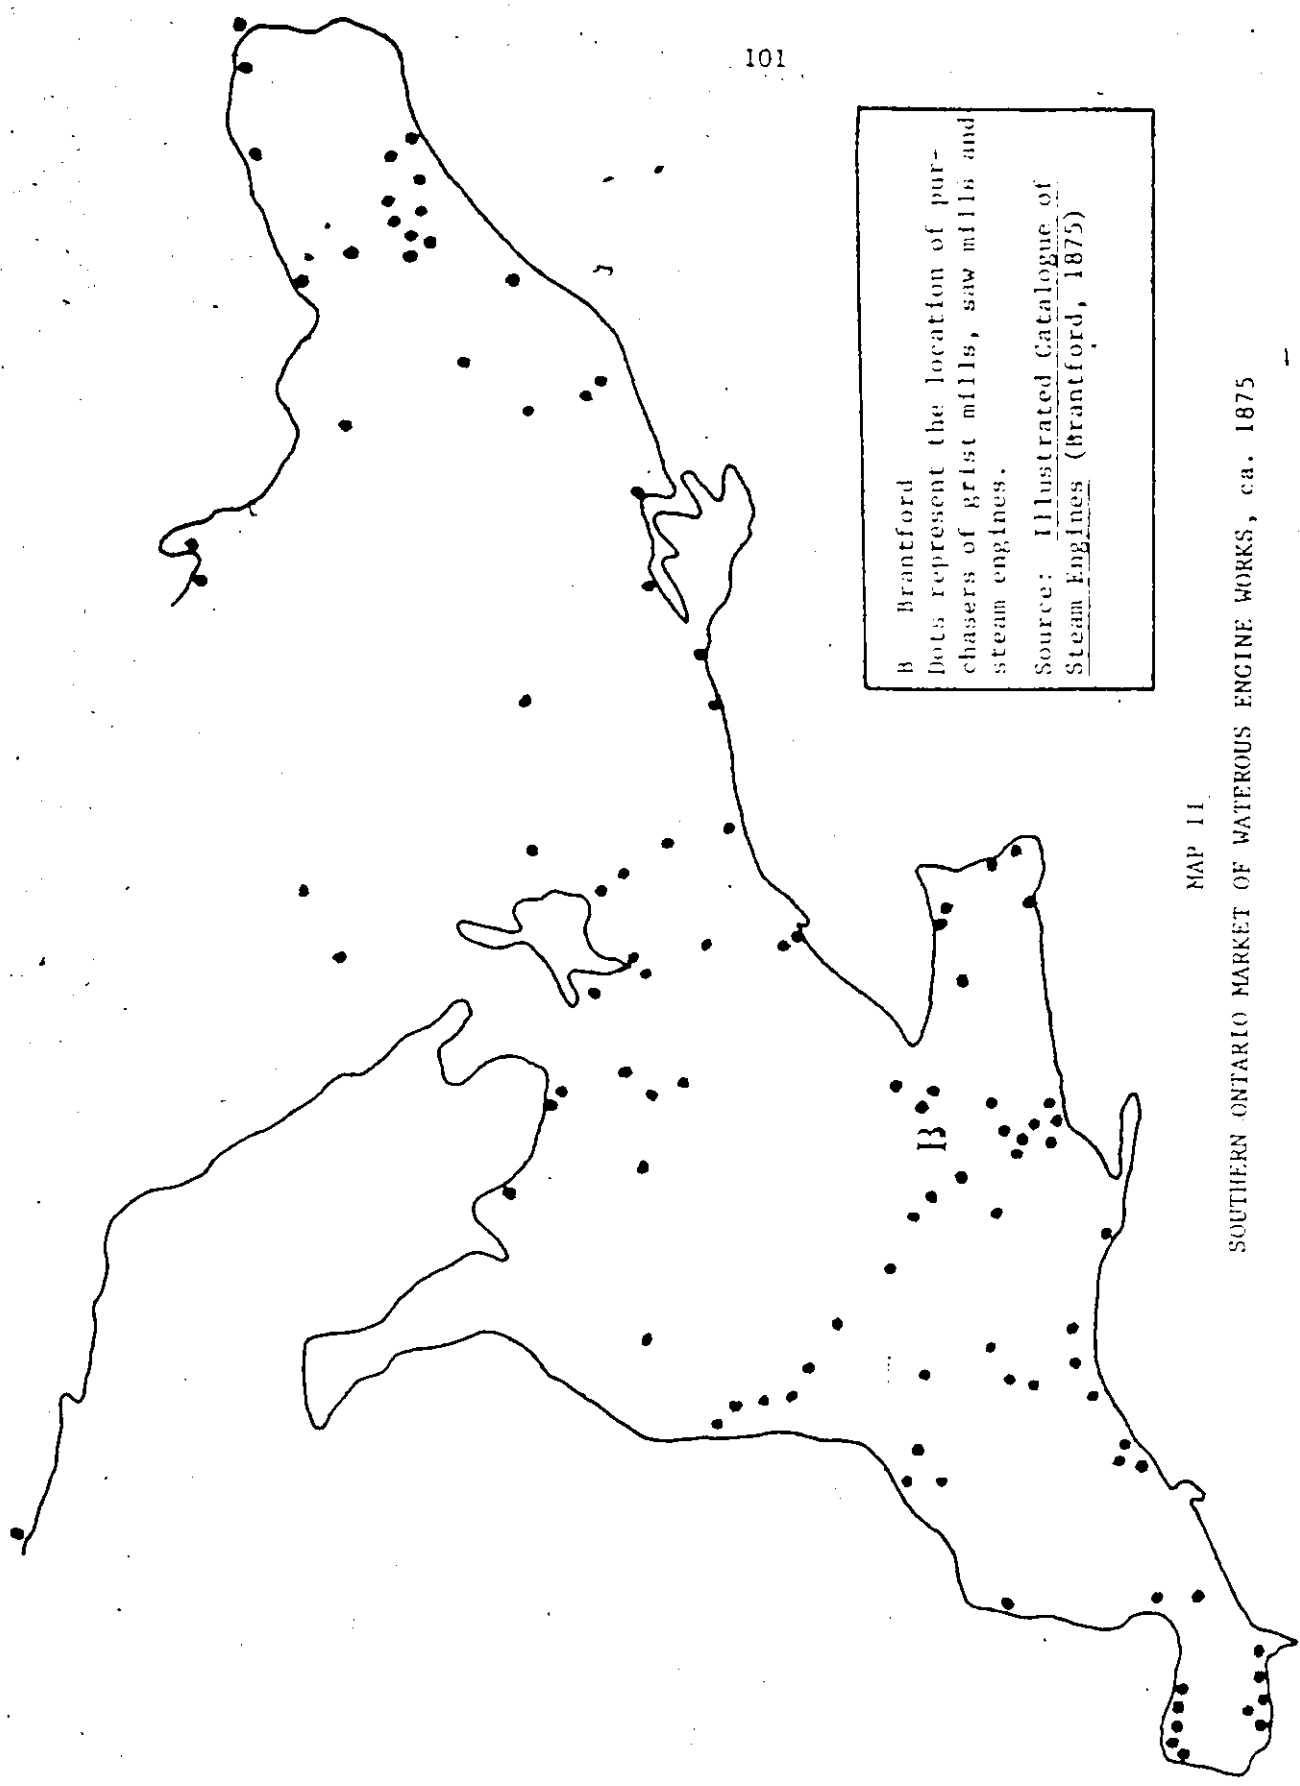 101
B Brantford
Dots represent the location of pur-
chasers of grist mills, saw mills and
steam engines.
Source: Illustrated Catalogue of
Steam Engines (Brantford, 1875)
B
MAP 11
SOUTHERN ONTARIO MARKET OF WATEROUS ENGINE WORKS, ca. 1875